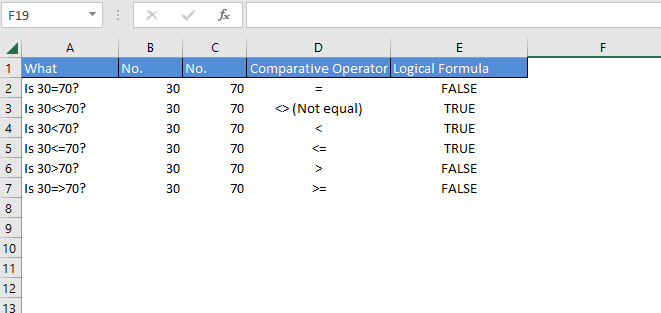 F19 fx
A B C D E F
1 What No. No. Comparative Operator Logical Formula
2 Is 30=70? 30 70 = FALSE
3 Is 30<>70? 30 70 <> (Not equal) TRUE
4 Is 30<70? 30 70 < TRUE
5 Is 30<=70? 30 70 <= TRUE
6 Is 30>70? 30 70 > FALSE
7 Is 30=>70? 30 70 >= FALSE
8
9
10
11
12
13